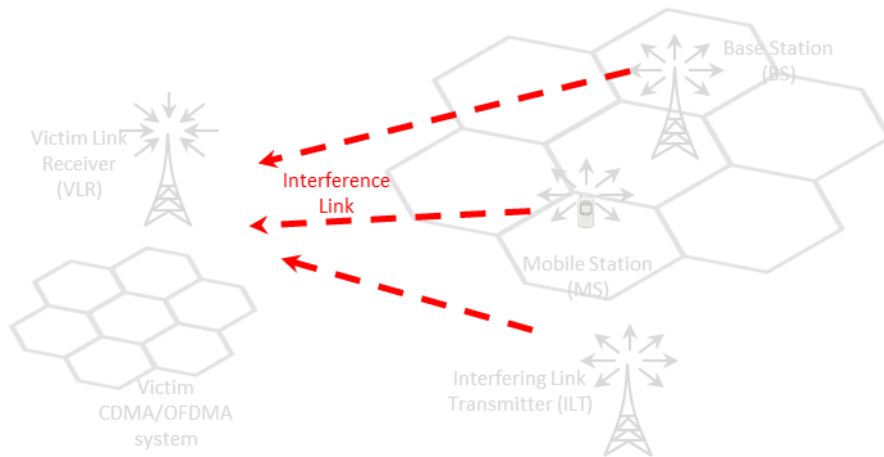 Base Station
(BS)
Victim Link
Receiver
(VLR)
Interference
Link
Mobile Station
(MS)
Interfering Link
Transmitter (ILT)
Victim
CDMA/OFDMA
system